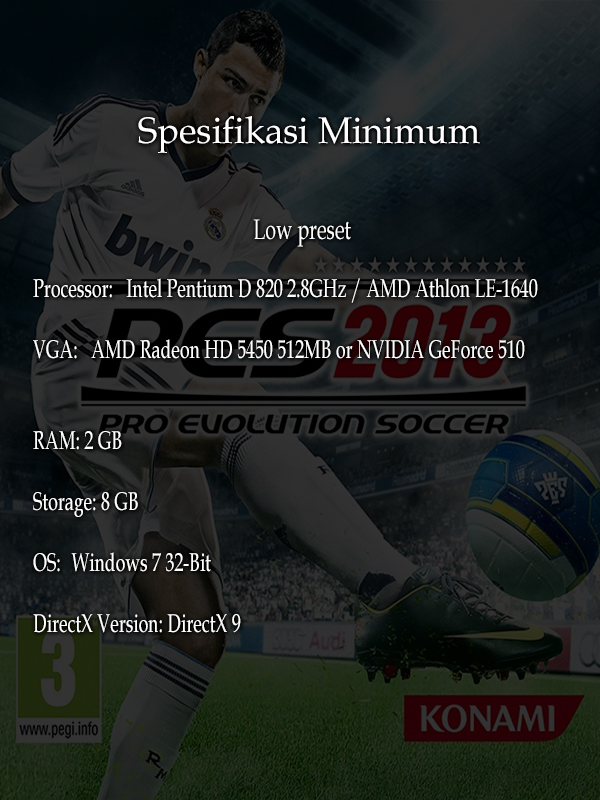 Spesifikasi Minimum
bwin
Low preset
Processor: Intel Pentium D 820 2.8GHz / AMD Athlon LE-1640
PES 2013
VGA: AMD Radeon HD 5450 512MB or NVIDIA GeForce 510
PRO EVOLUTION SOCCER
RAM: 2 GB
Storage: 8 GB
OS: Windows 7 32-Bit
DirectX Version: DirectX 9
Audi
3
www.pegi.info
KONAMI